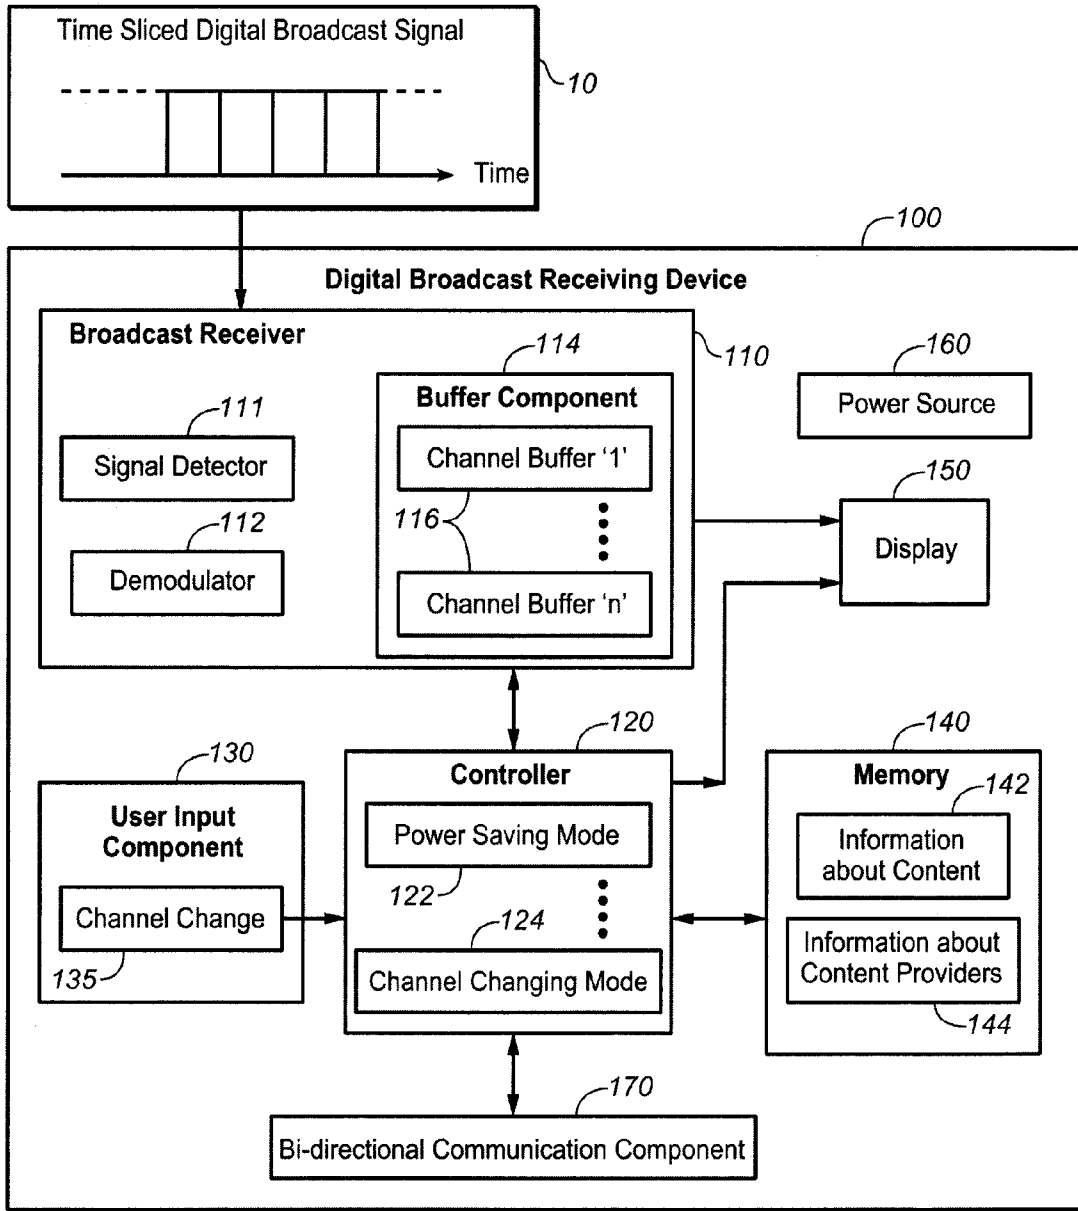 Time Sliced Digital Broadcast Signal
10
Time
100
Digital Broadcast Receiving Device
Broadcast Receiver
110
114
Buffer Component
160
Power Source
111
Signal Detector
Channel Buffer ‘1’
116
150
Display
112
Demodulator
Channel Buffer ‘n’
120
Controller
140
Memory
130
User Input
Component
Power Saving Mode
122
142
Information
about Content
Channel Change
135
124
Channel Changing Mode
Information about
Content Providers
144
170
Bi-directional Communication Component